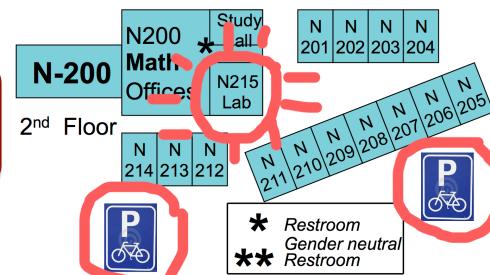 N-200
2nd Floor
N200
Math
Offices
Study
Hall
*
N215
Lab
N
201
N
202
N
203
N
204
N
205
N
206
N
207
N
208
N
209
N
210
N
211
N
212
N
213
N
214
P
P
* Restroom
Gender neutral
** Restroom